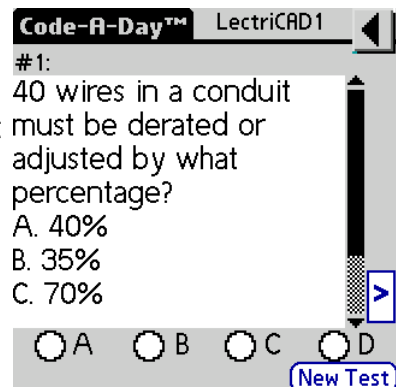 Code-A-Day™ LectriCAD1
#1:
40 wires in a conduit
must be derated or
adjusted by what
percentage?
A. 40%
B. 35%
C. 70%
>
A B C D
New Test